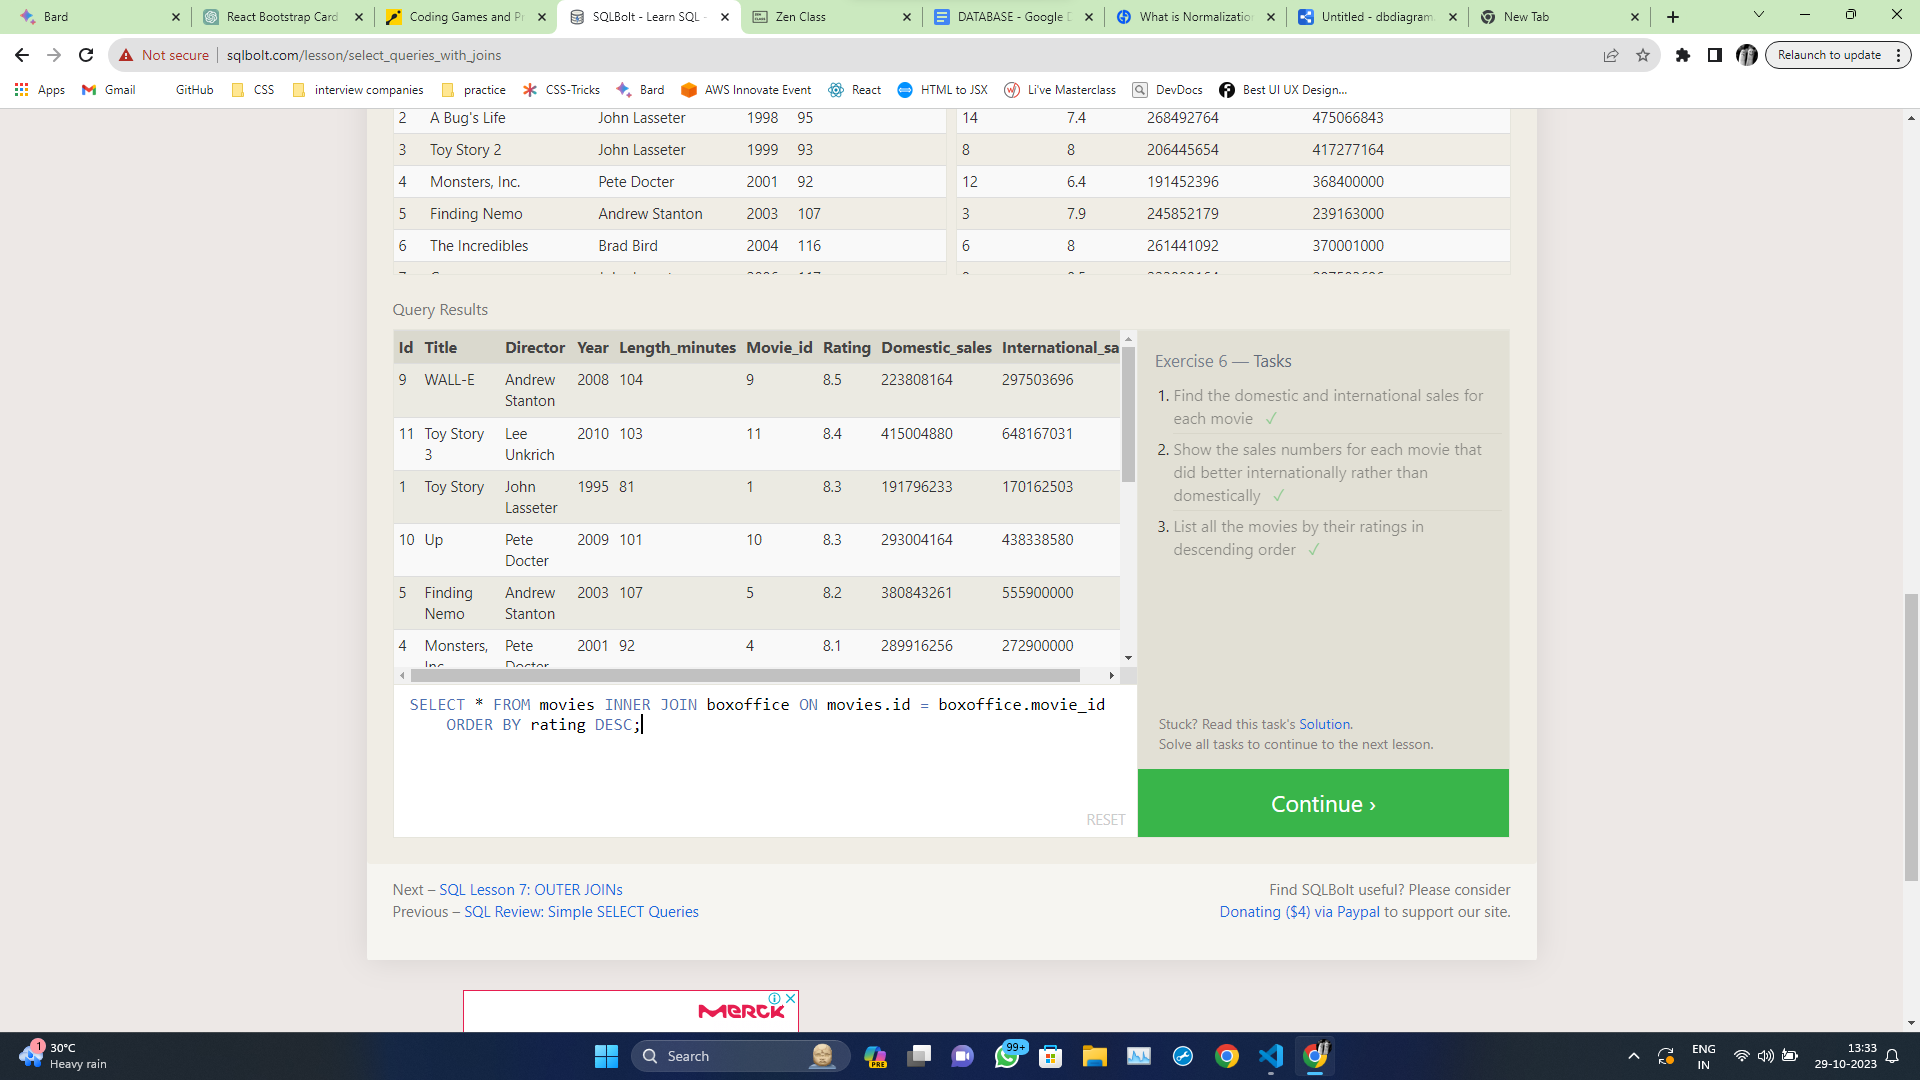 Bard
React Bootstrap Card
Coding Games and Pr
SQLBolt - Learn SQL -
Zen Class
DATABASE - Google D
What is Normalization
Untitled - dbdiagram.
New Tab
Not secure
sqlbolt.com/lesson/select_queries_with_joins
Relaunch to update
Apps Gmail GitHub CSS interview companies practice CSS-Tricks Bard AWS Innovate Event React HTML to JSX Li've Masterclass DevDocs Best UI UX Design...
2 A Bug's Life John Lasseter 1998 95 14 7.4 268492764 475066843
3 Toy Story 2 John Lasseter 1999 93 8 8 206445654 417277164
4 Monsters, Inc. Pete Docter 2001 92 12 6.4 191452396 368400000
5 Finding Nemo Andrew Stanton 2003 107 3 7.9 245852179 239163000
6 The Incredibles Brad Bird 2004 116 6 8 261441092 370001000
Query Results
Id Title Director Year Length_minutes Movie_id Rating Domestic_sales International_sa
9 WALL-E Andrew 2008 104 9 8.5 223808164 297503696
Stanton
11 Toy Story Lee 2010 103 11 8.4 415004880 648167031
3 Unkrich
1 Toy Story John 1995 81 1 8.3 191796233 170162503
Lasseter
10 Up Pete 2009 101 10 8.3 293004164 438338580
Docter
5 Finding Andrew 2003 107 5 8.2 380843261 555900000
Nemo Stanton
4 Monsters, Pete 2001 92 4 8.1 289916256 272900000
Inc. Docter
SELECT * FROM movies INNER JOIN boxoffice ON movies.id = boxoffice.movie_id
ORDER BY rating DESC;
RESET
Exercise 6 — Tasks
1. Find the domestic and international sales for
each movie ✓
2. Show the sales numbers for each movie that
did better internationally rather than
domestically ✓
3. List all the movies by their ratings in
descending order ✓
Stuck? Read this task's Solution.
Solve all tasks to continue to the next lesson.
Continue ›
Next – SQL Lesson 7: OUTER JOINs
Previous – SQL Review: Simple SELECT Queries
Find SQLBolt useful? Please consider
Donating ($4) via Paypal to support our site.
MERCK
1
30°C
Heavy rain
Search
PRE
99+
ENG
IN
13:33
29-10-2023